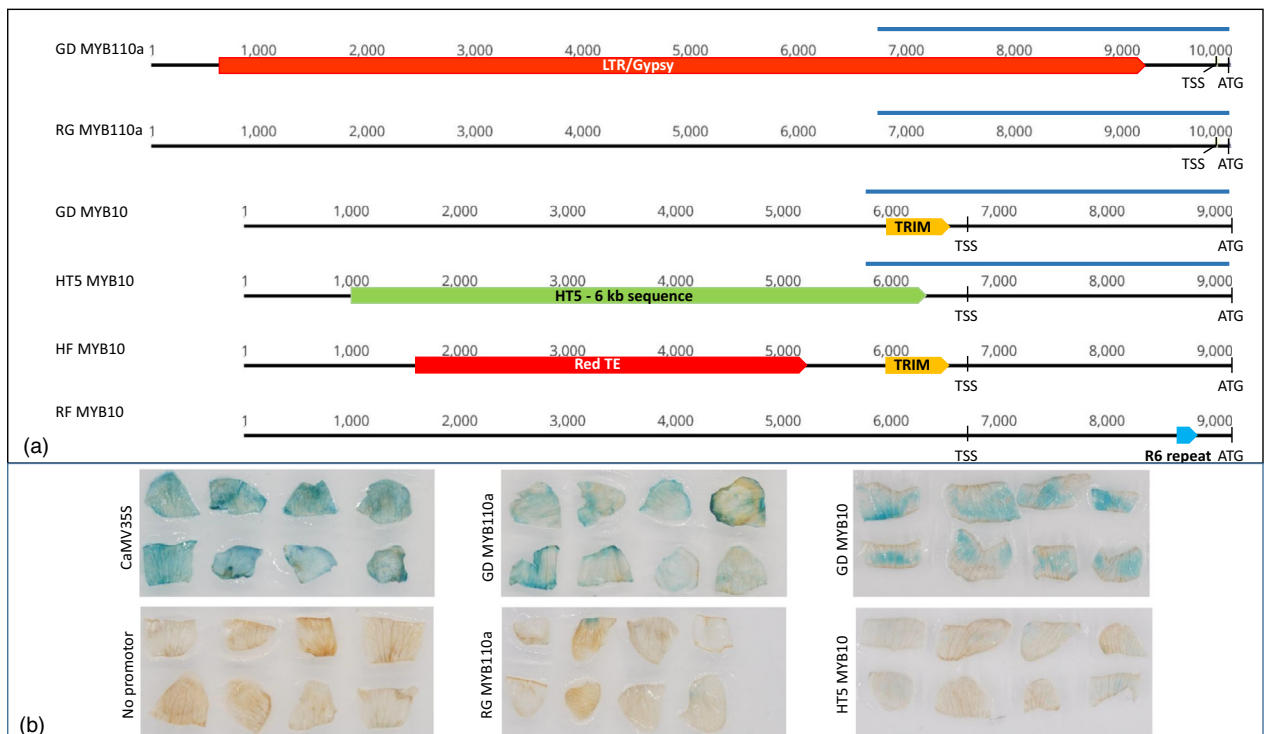 GD MYB110a
1 1,000 2,000 3,000 4,000 5,000 6,000 7,000 8,000 9,000 10,000
LTR/Gypsy
TSS ATG
RG MYB110a
1 1,000 2,000 3,000 4,000 5,000 6,000 7,000 8,000 9,000 10,000
TSS ATG
GD MYB10
1 1,000 2,000 3,000 4,000 5,000 6,000 7,000 8,000 9,000
TRIM
TSS ATG
HT5 MYB10
1 1,000 2,000 3,000 4,000 5,000 6,000 7,000 8,000 9,000
HT5 - 6 kb sequence
TSS ATG
HF MYB10
1 1,000 2,000 3,000 4,000 5,000 6,000 7,000 8,000 9,000
Red TE TRIM
TSS ATG
RF MYB10
1 1,000 2,000 3,000 4,000 5,000 6,000 7,000 8,000 9,000
TSS R6 repeat ATG
(a)
CaMV35S
GD MYB110a
GD MYB10
No promotor
RG MYB110a
HT5 MYB10
(b)